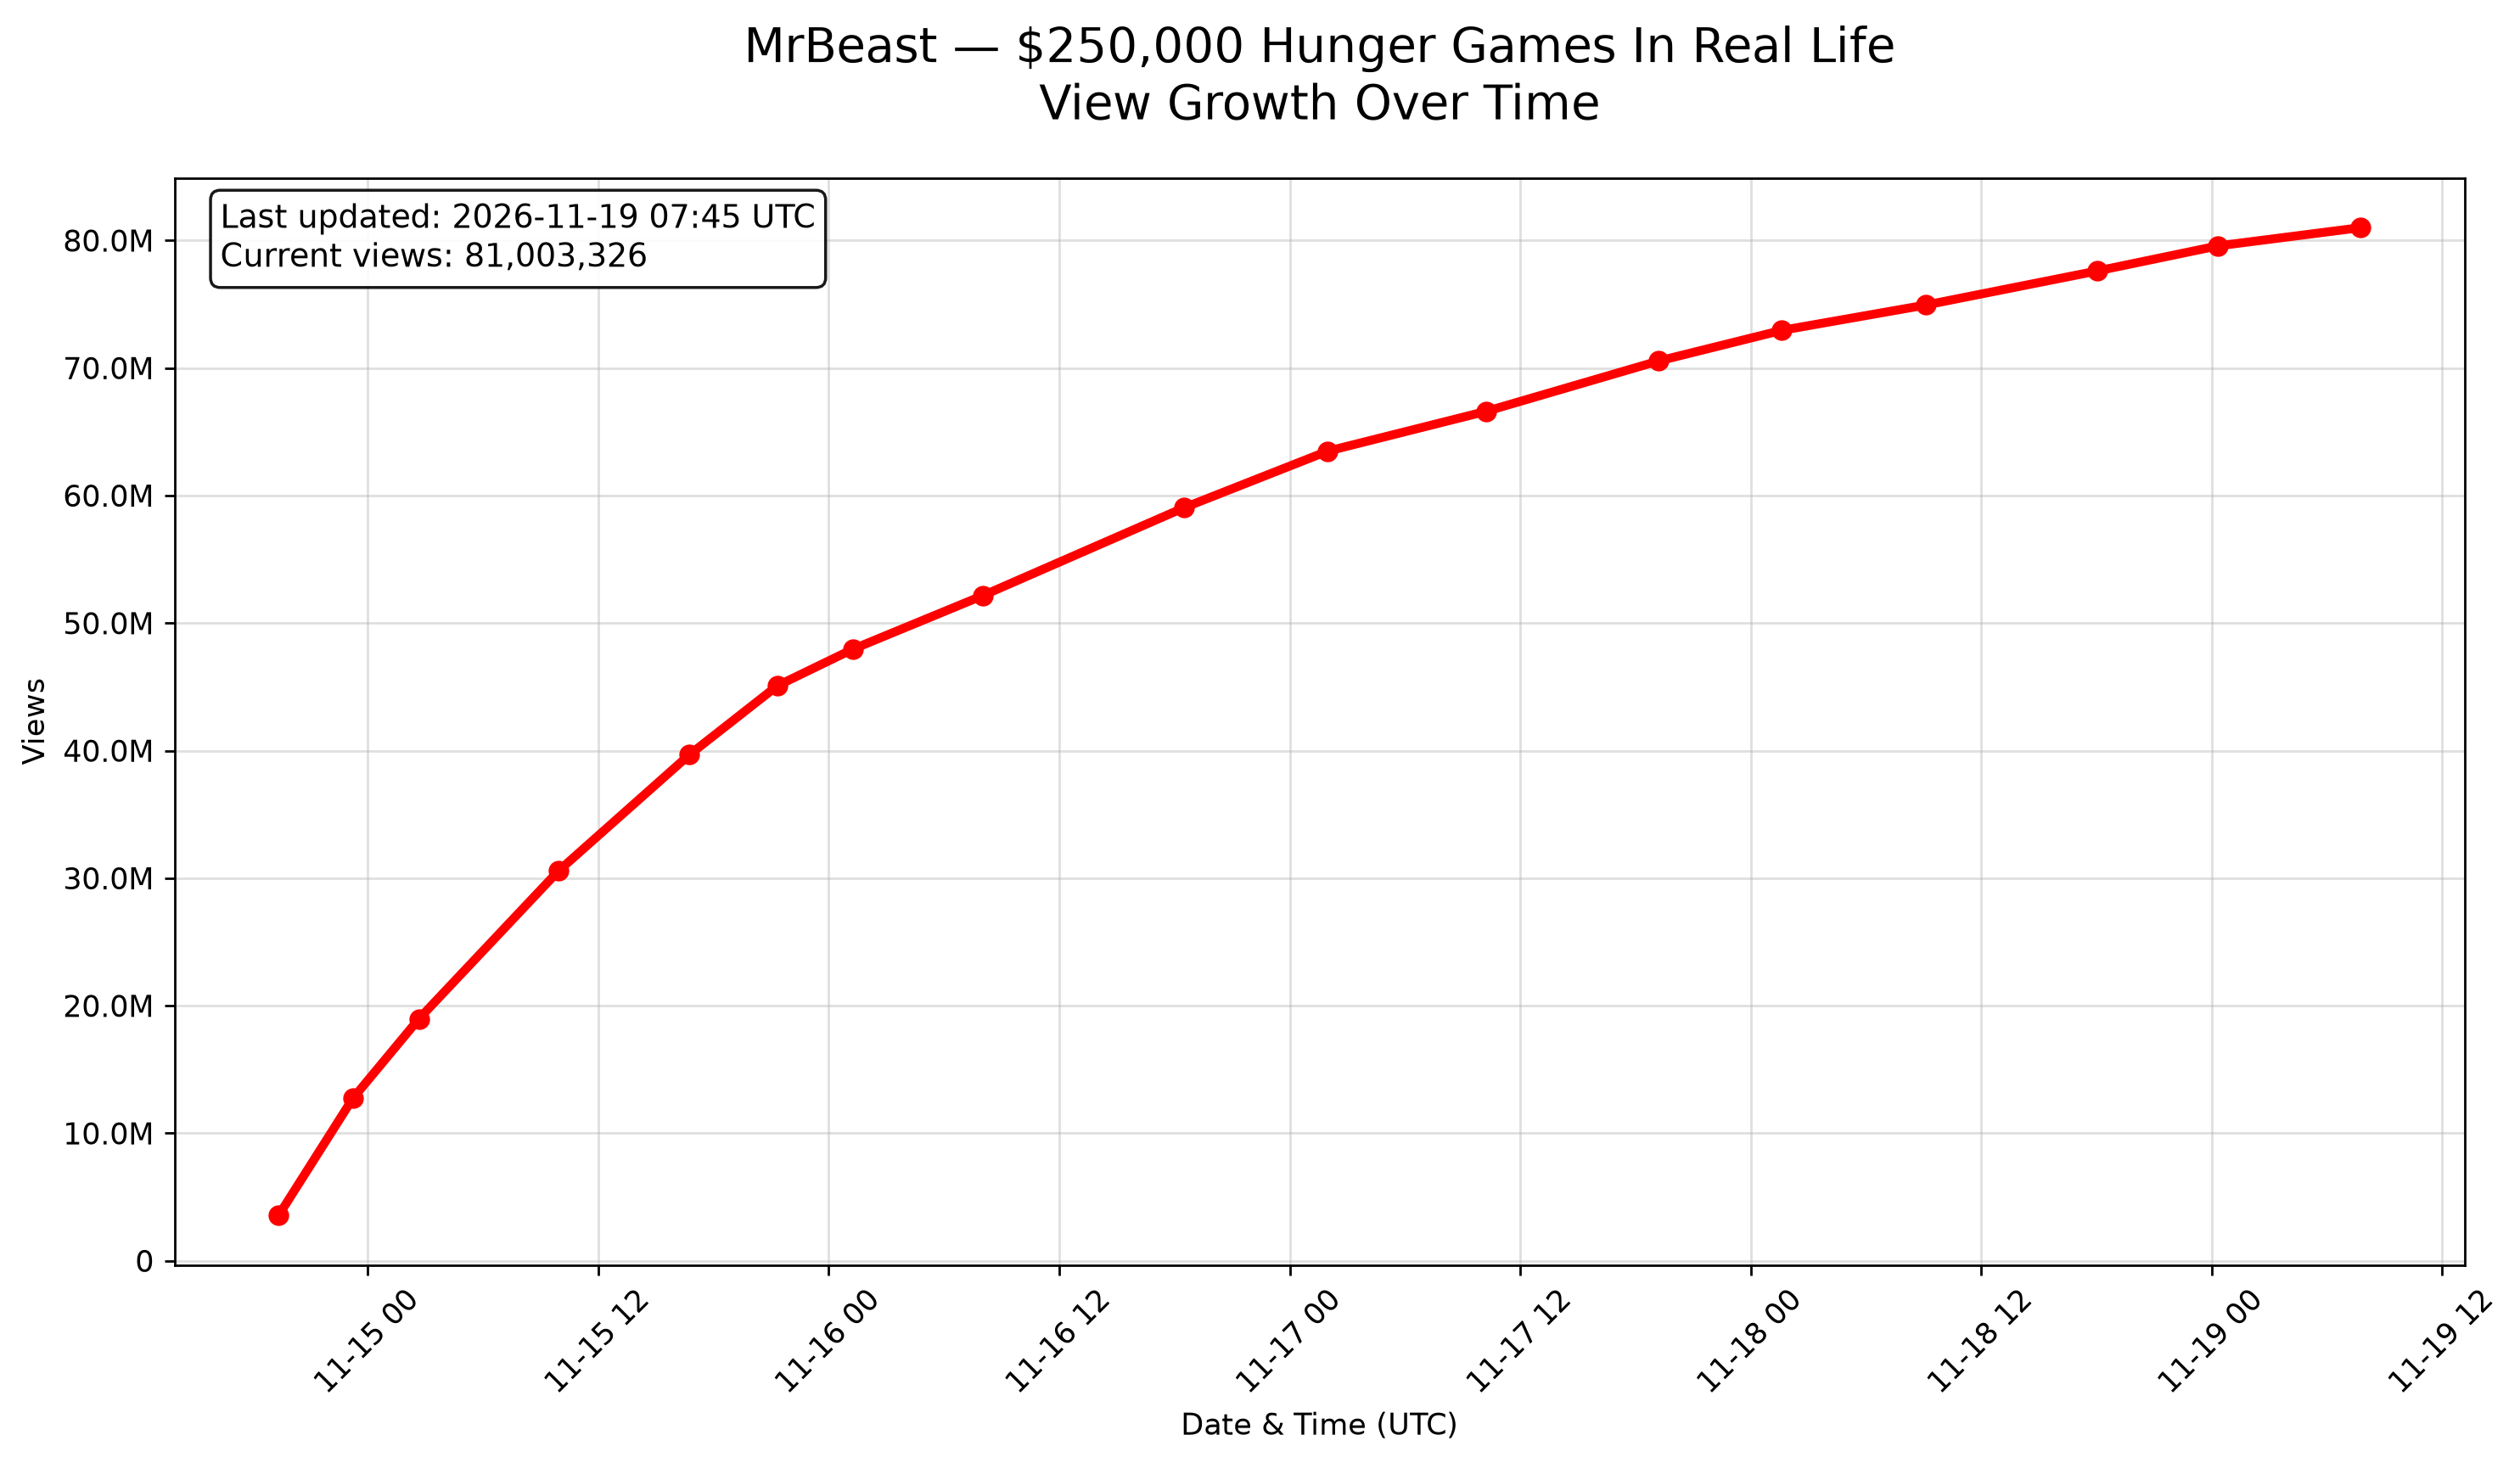 MrBeast — $250,000 Hunger Games In Real Life
View Growth Over Time
Last updated: 2026-11-19 07:45 UTC
Current views: 81,003,326
80.0M
70.0M
60.0M
50.0M
40.0M
30.0M
20.0M
10.0M
0
Views
11-15 00
11-15 12
11-16 00
11-16 12
11-17 00
11-17 12
11-18 00
11-18 12
11-19 00
11-19 12
Date & Time (UTC)